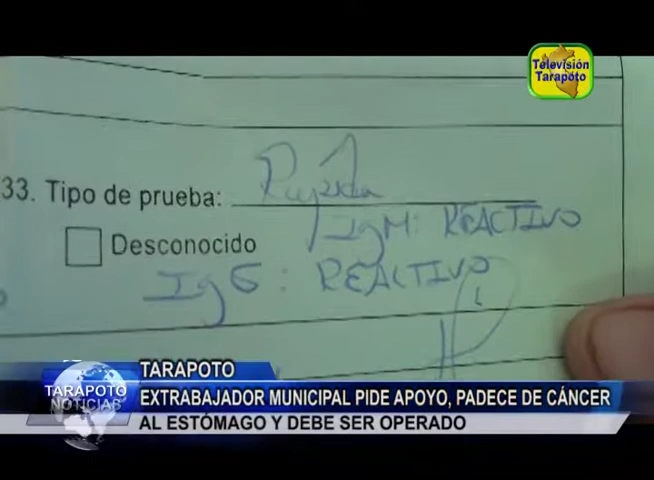 Televisión
Tarapoto
33. Tipo de prueba: Rápida
IgM: REACTIVO
Desconocido
IgG: REACTIVO
TARAPOTO
TARAPOTO
NOTICIAS
EXTRABAJADOR MUNICIPAL PIDE APOYO, PADECE DE CÁNCER
AL ESTÓMAGO Y DEBE SER OPERADO